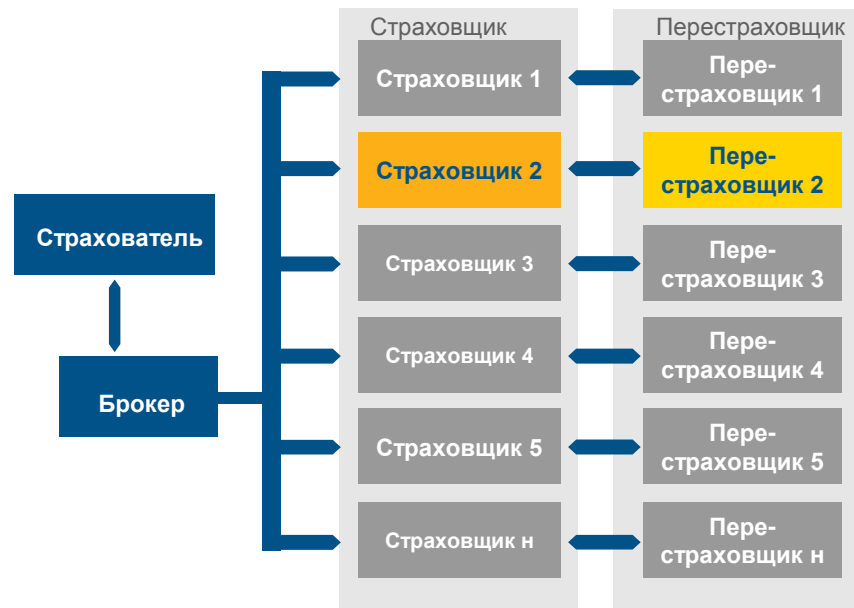 Страховщик
Перестраховщик
Страховщик 1
Пере-
страховщик 1
Страховщик 2
Пере-
страховщик 2
Страхователь
Страховщик 3
Пере-
страховщик 3
Страховщик 4
Пере-
страховщик 4
Брокер
Страховщик 5
Пере-
страховщик 5
Страховщик н
Пере-
страховщик н